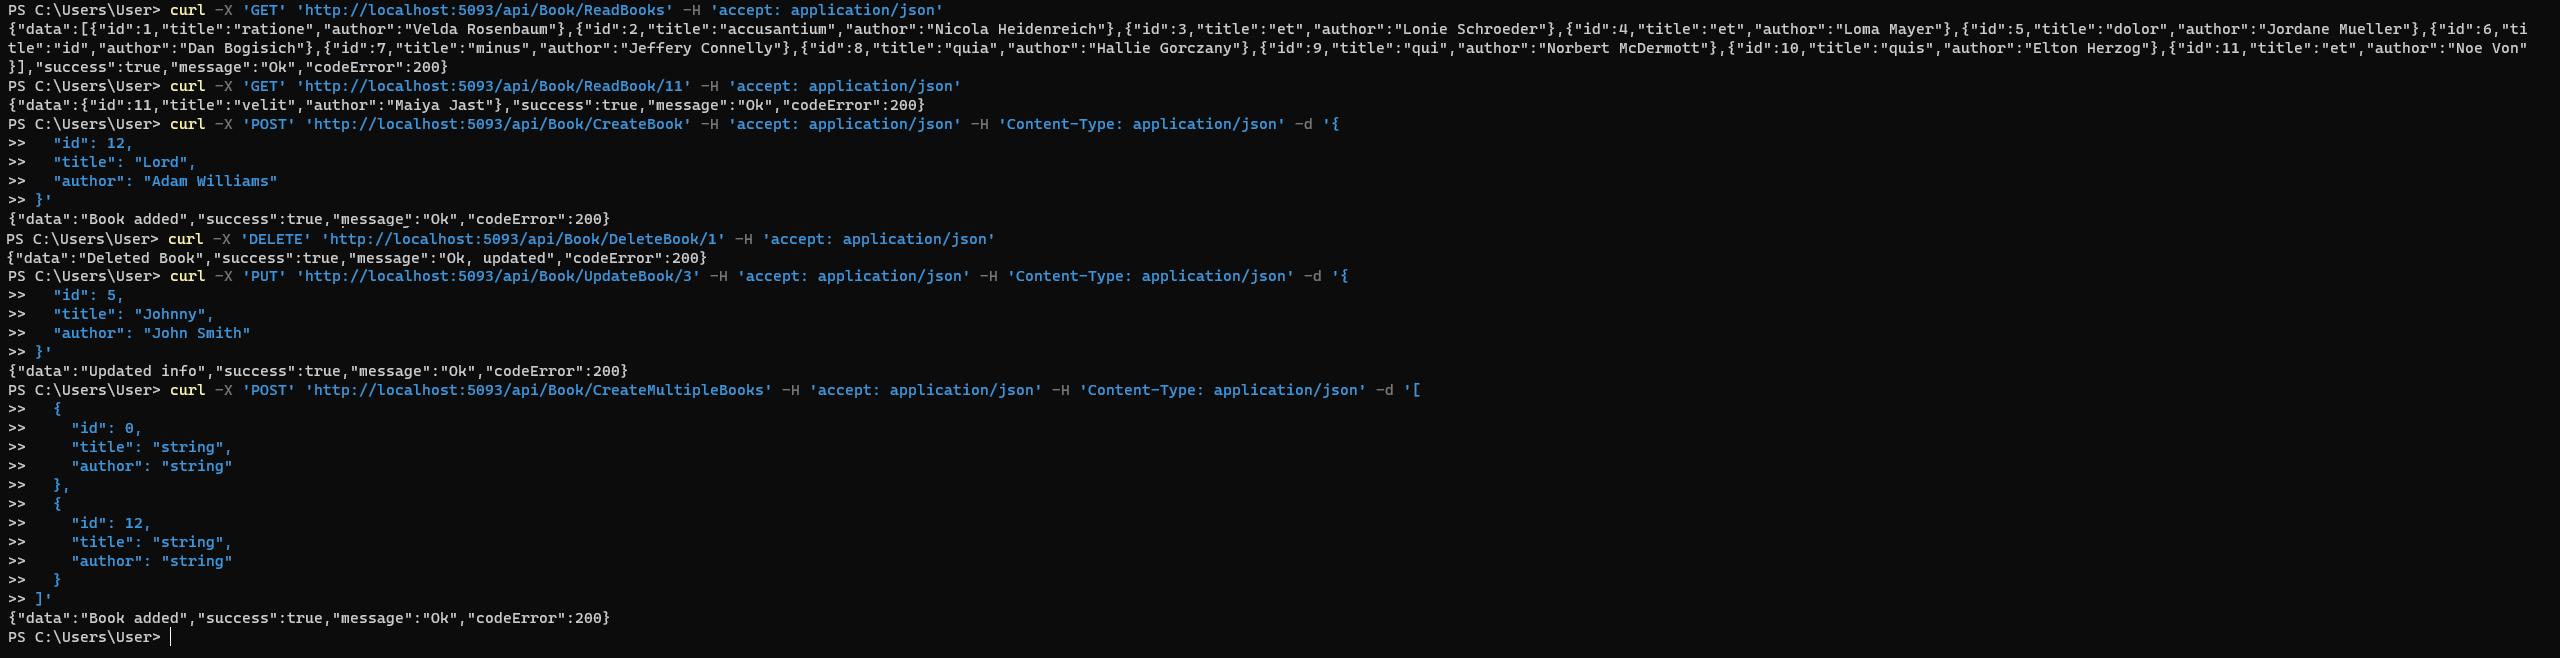 PS C:\Users\User> curl -X 'GET' 'http://localhost:5093/api/Book/ReadBooks' -H 'accept: application/json'
{"data":[{"id":1,"title":"ratione","author":"Velda Rosenbaum"},{"id":2,"title":"accusantium","author":"Nicola Heidenreich"},{"id":3,"title":"et","author":"Lonie Schroeder"},{"id":4,"title":"et","author":"Loma Mayer"},{"id":5,"title":"dolor","author":"Jordane Mueller"},{"id":6,"ti
tle":"id","author":"Dan Bogisich"},{"id":7,"title":"minus","author":"Jeffery Connelly"},{"id":8,"title":"quia","author":"Hallie Gorczany"},{"id":9,"title":"qui","author":"Norbert McDermott"},{"id":10,"title":"quis","author":"Elton Herzog"},{"id":11,"title":"et","author":"Noe Von"
}],"success":true,"message":"Ok","codeError":200}
PS C:\Users\User> curl -X 'GET' 'http://localhost:5093/api/Book/ReadBook/11' -H 'accept: application/json'
{"data":{"id":11,"title":"velit","author":"Maiya Jast"},"success":true,"message":"Ok","codeError":200}
PS C:\Users\User> curl -X 'POST' 'http://localhost:5093/api/Book/CreateBook' -H 'accept: application/json' -H 'Content-Type: application/json' -d '{
>>   "id": 12,
>>   "title": "Lord",
>>   "author": "Adam Williams"
>> }'
{"data":"Book added","success":true,"message":"Ok","codeError":200}
PS C:\Users\User> curl -X 'DELETE' 'http://localhost:5093/api/Book/DeleteBook/1' -H 'accept: application/json'
{"data":"Deleted Book","success":true,"message":"Ok, updated","codeError":200}
PS C:\Users\User> curl -X 'PUT' 'http://localhost:5093/api/Book/UpdateBook/3' -H 'accept: application/json' -H 'Content-Type: application/json' -d '{
>>   "id": 5,
>>   "title": "Johnny",
>>   "author": "John Smith"
>> }'
{"data":"Updated info","success":true,"message":"Ok","codeError":200}
PS C:\Users\User> curl -X 'POST' 'http://localhost:5093/api/Book/CreateMultipleBooks' -H 'accept: application/json' -H 'Content-Type: application/json' -d '[
>>   {
>>     "id": 0,
>>     "title": "string",
>>     "author": "string"
>>   },
>>   {
>>     "id": 12,
>>     "title": "string",
>>     "author": "string"
>>   }
>> ]'
{"data":"Book added","success":true,"message":"Ok","codeError":200}
PS C:\Users\User>